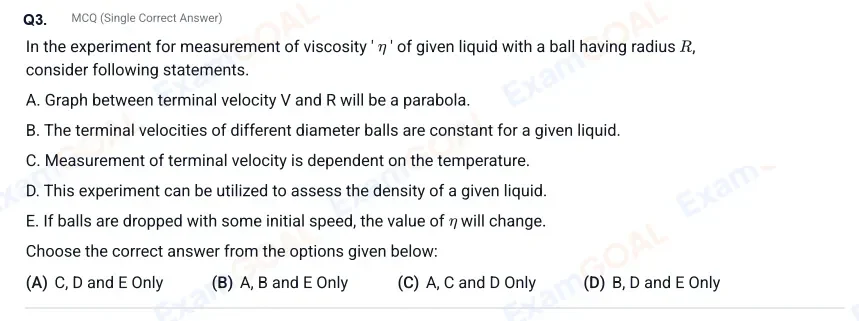 Q3. MCQ (Single Correct Answer)
In the experiment for measurement of viscosity ' η ' of given liquid with a ball having radius R,
consider following statements.
A. Graph between terminal velocity V and R will be a parabola.
B. The terminal velocities of different diameter balls are constant for a given liquid.
C. Measurement of terminal velocity is dependent on the temperature.
D. This experiment can be utilized to assess the density of a given liquid.
E. If balls are dropped with some initial speed, the value of η will change.
Choose the correct answer from the options given below:
(A) C, D and E Only (B) A, B and E Only (C) A, C and D Only (D) B, D and E Only